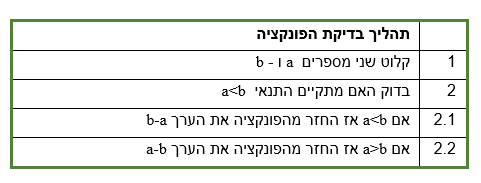 תהליך בדיקת הפונקציה
1 קלוט שני מספרים a ו - b
2 בדוק האם מתקיים התנאי a<b
2.1 אם a<b אז החזר מהפונקציה את הערך b-a
2.2 אם a>b אז החזר מהפונקציה את הערך a-b